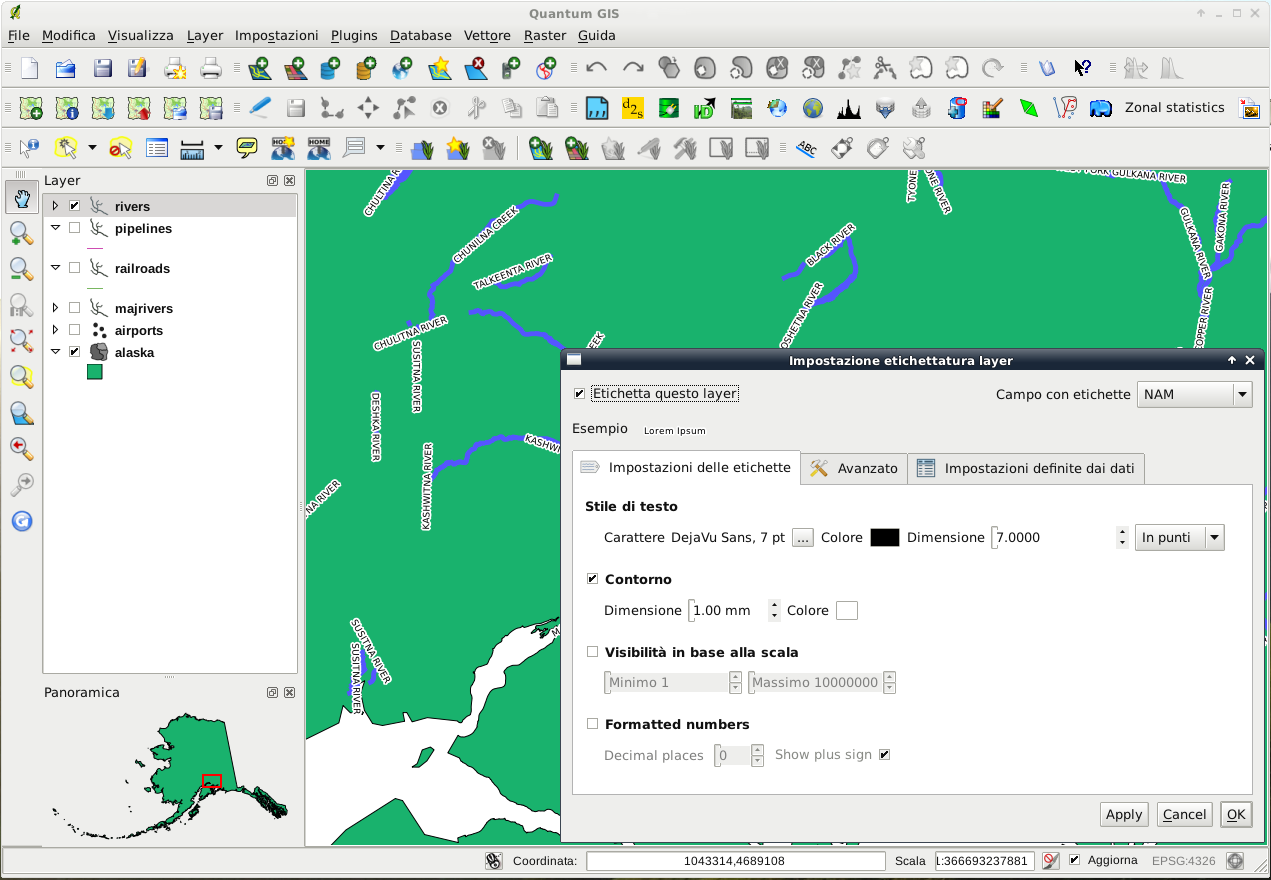 Quantum GIS
File Modifica Visualizza Layer Impostazioni Plugins Database Vettore Raster Guida
Zonal statistics
Layer
rivers
pipelines
railroads
majrivers
airports
alaska
Panoramica
CHUNILNA CREEK
TALKEETNA RIVER
CHULITNA RIVER
SUSITNA RIVER
DESHKA RIVER
KASHWITNA RIVER
KASHWI
NA RIVER
SUSITNA RIVER
SUSITNA RIVER
BLACK RIVER
OSHETNA RIVER
EEK
TYONE
ONE RIVER
FORK GULKANA RIVER
GULKANA RIVER
GAKONA RIVER
COPPER RIVER
Impostazione etichettatura layer
Etichetta questo layer
Campo con etichette NAM
Esempio Lorem Ipsum
Impostazioni delle etichette Avanzato Impostazioni definite dai dati
Stile di testo
Carattere DejaVu Sans, 7 pt ... Colore Dimensione 7.0000 In punti
Contorno
Dimensione 1.00 mm Colore
Visibilità in base alla scala
Minimo 1 Massimo 10000000
Formatted numbers
Decimal places 0 Show plus sign
Apply Cancel OK
Coordinata: 1043314,4689108 Scala 1:366693237881 Aggiorna EPSG:4326